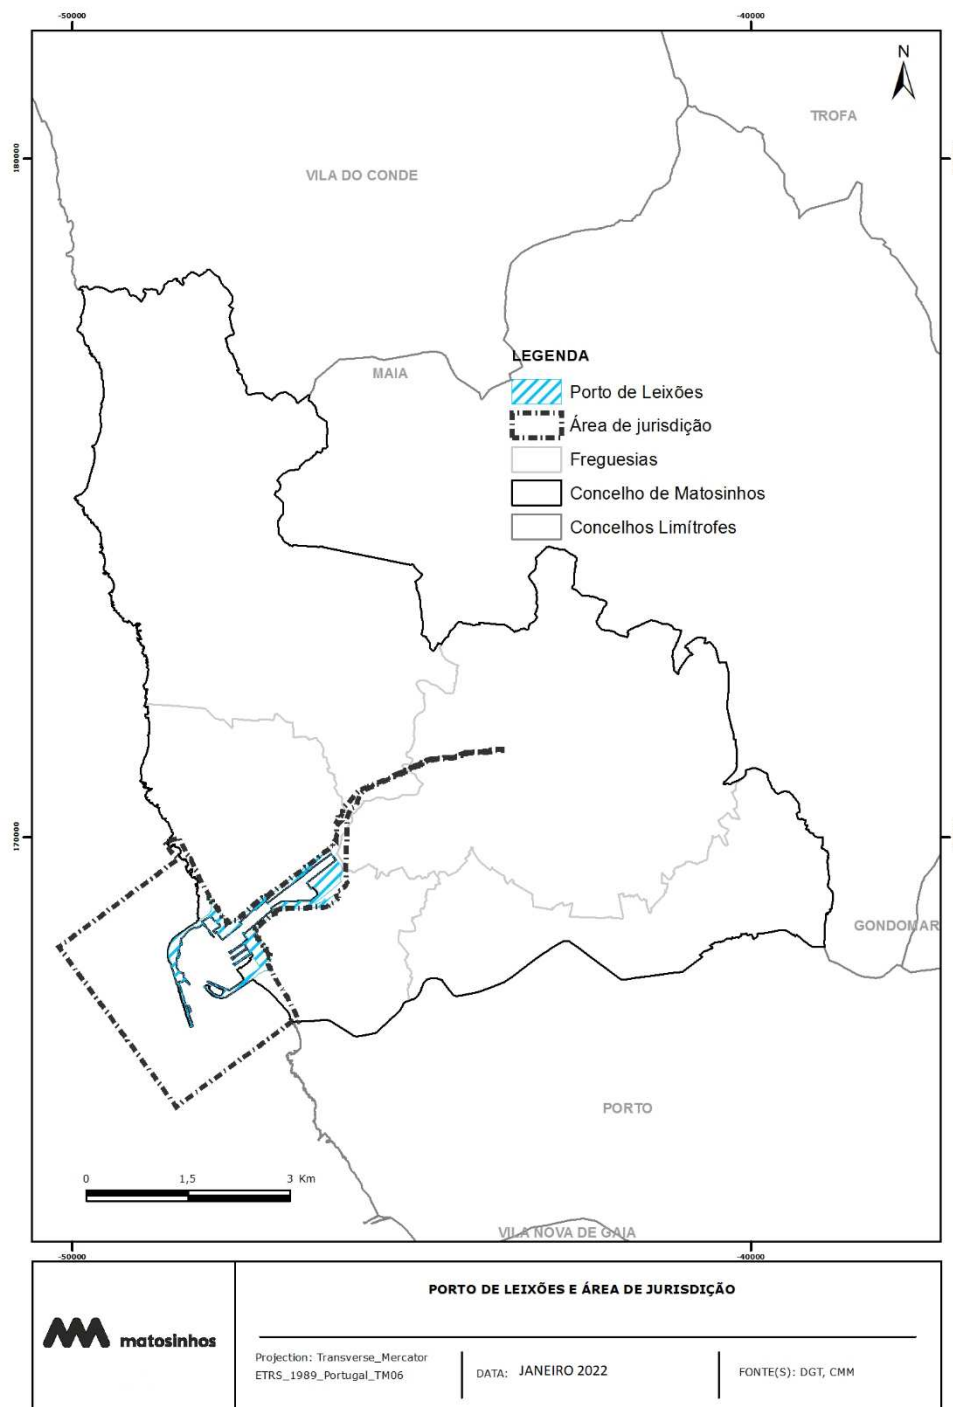 -50000
-40000
N
TROFA
180000
VILA DO CONDE
LEGENDA
MAIA
Porto de Leixões
Área de jurisdição
Freguesias
Concelho de Matosinhos
Concelhos Limítrofes
170000
GONDOMAR
PORTO
0 1,5 3 Km
VILA NOVA DE GAIA
-50000
-40000
PORTO DE LEIXÕES E ÁREA DE JURISDIÇÃO
matosinhos
Projection: Transverse_Mercator
ETRS_1989_Portugal_TM06
DATA: JANEIRO 2022
FONTE(S): DGT, CMM